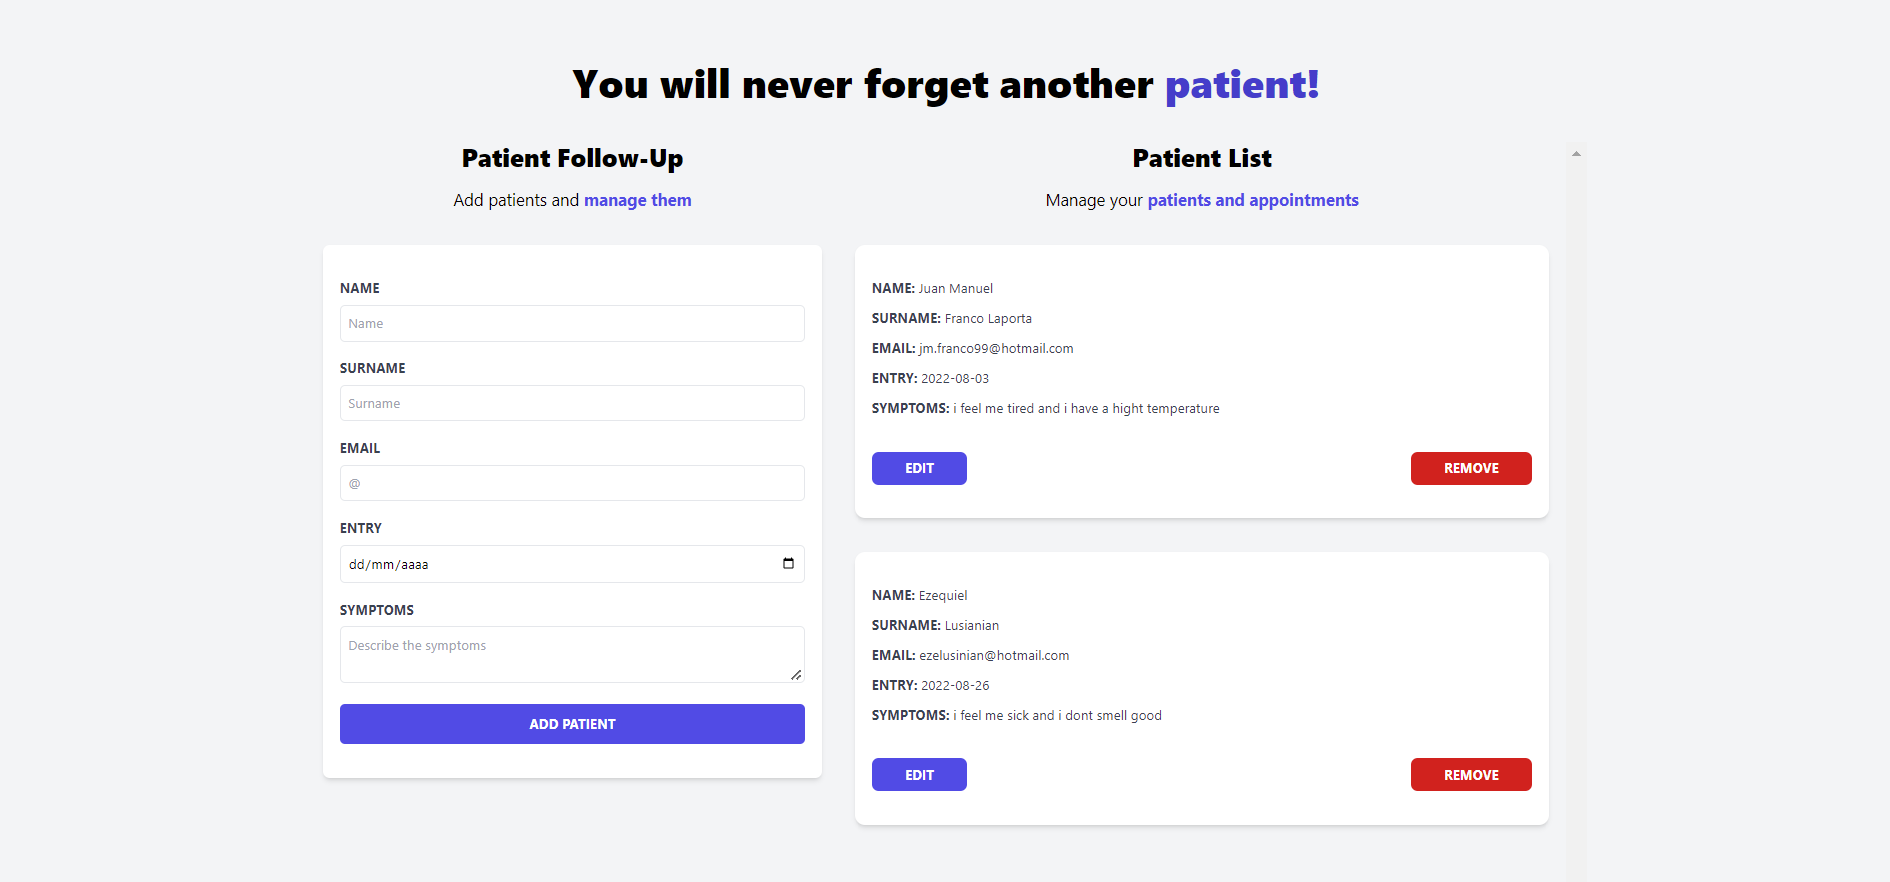 You will never forget another patient!
Patient Follow-Up
Add patients and manage them
NAME
Name
SURNAME
Surname
EMAIL
@
ENTRY
dd/mm/aaaa
SYMPTOMS
Describe the symptoms
ADD PATIENT
Patient List
Manage your patients and appointments
NAME: Juan Manuel
SURNAME: Franco Laporta
EMAIL: jm.franco99@hotmail.com
ENTRY: 2022-08-03
SYMPTOMS: i feel me tired and i have a hight temperature
EDIT
REMOVE
NAME: Ezequiel
SURNAME: Lusianian
EMAIL: ezelusinian@hotmail.com
ENTRY: 2022-08-26
SYMPTOMS: i feel me sick and i dont smell good
EDIT
REMOVE